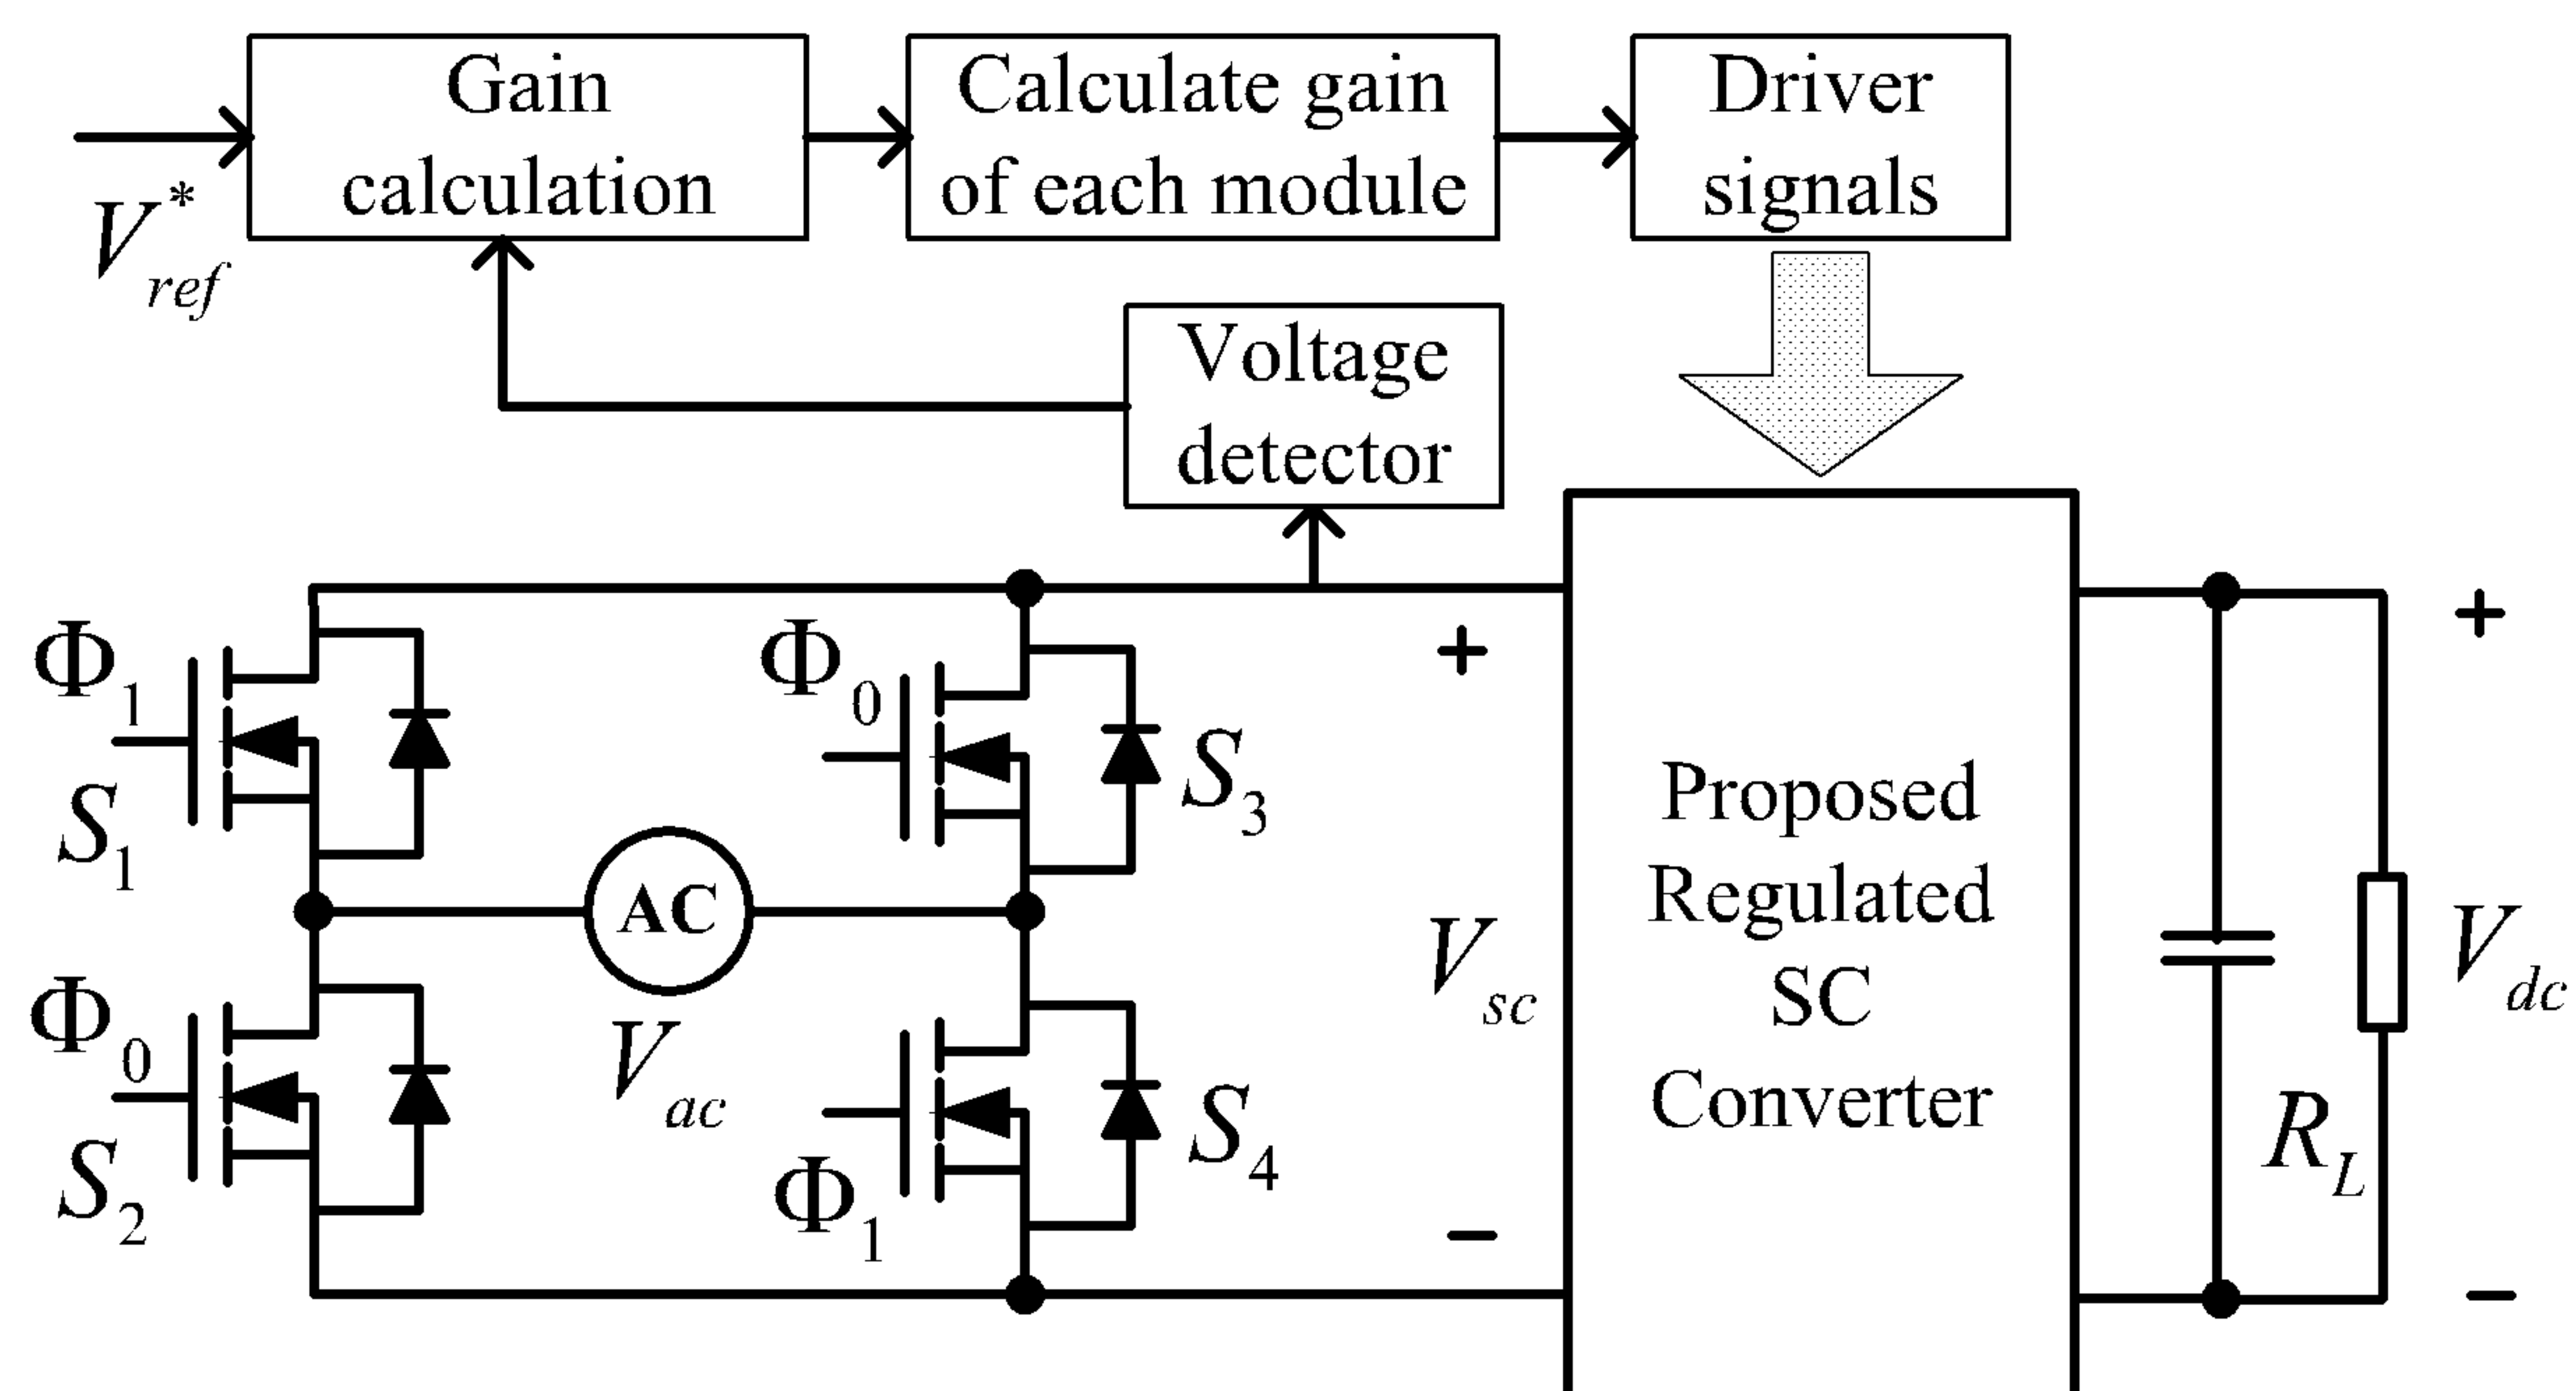 Gain
calculation
Calculate gain
of each module
Driver
signals
V*ref
Voltage
detector
Φ1
S1
Φ0
S3
+
+
Proposed
Regulated
SC
Converter
AC
Vac
Vsc
Vdc
Φ0
S2
Φ1
S4
RL
−
−